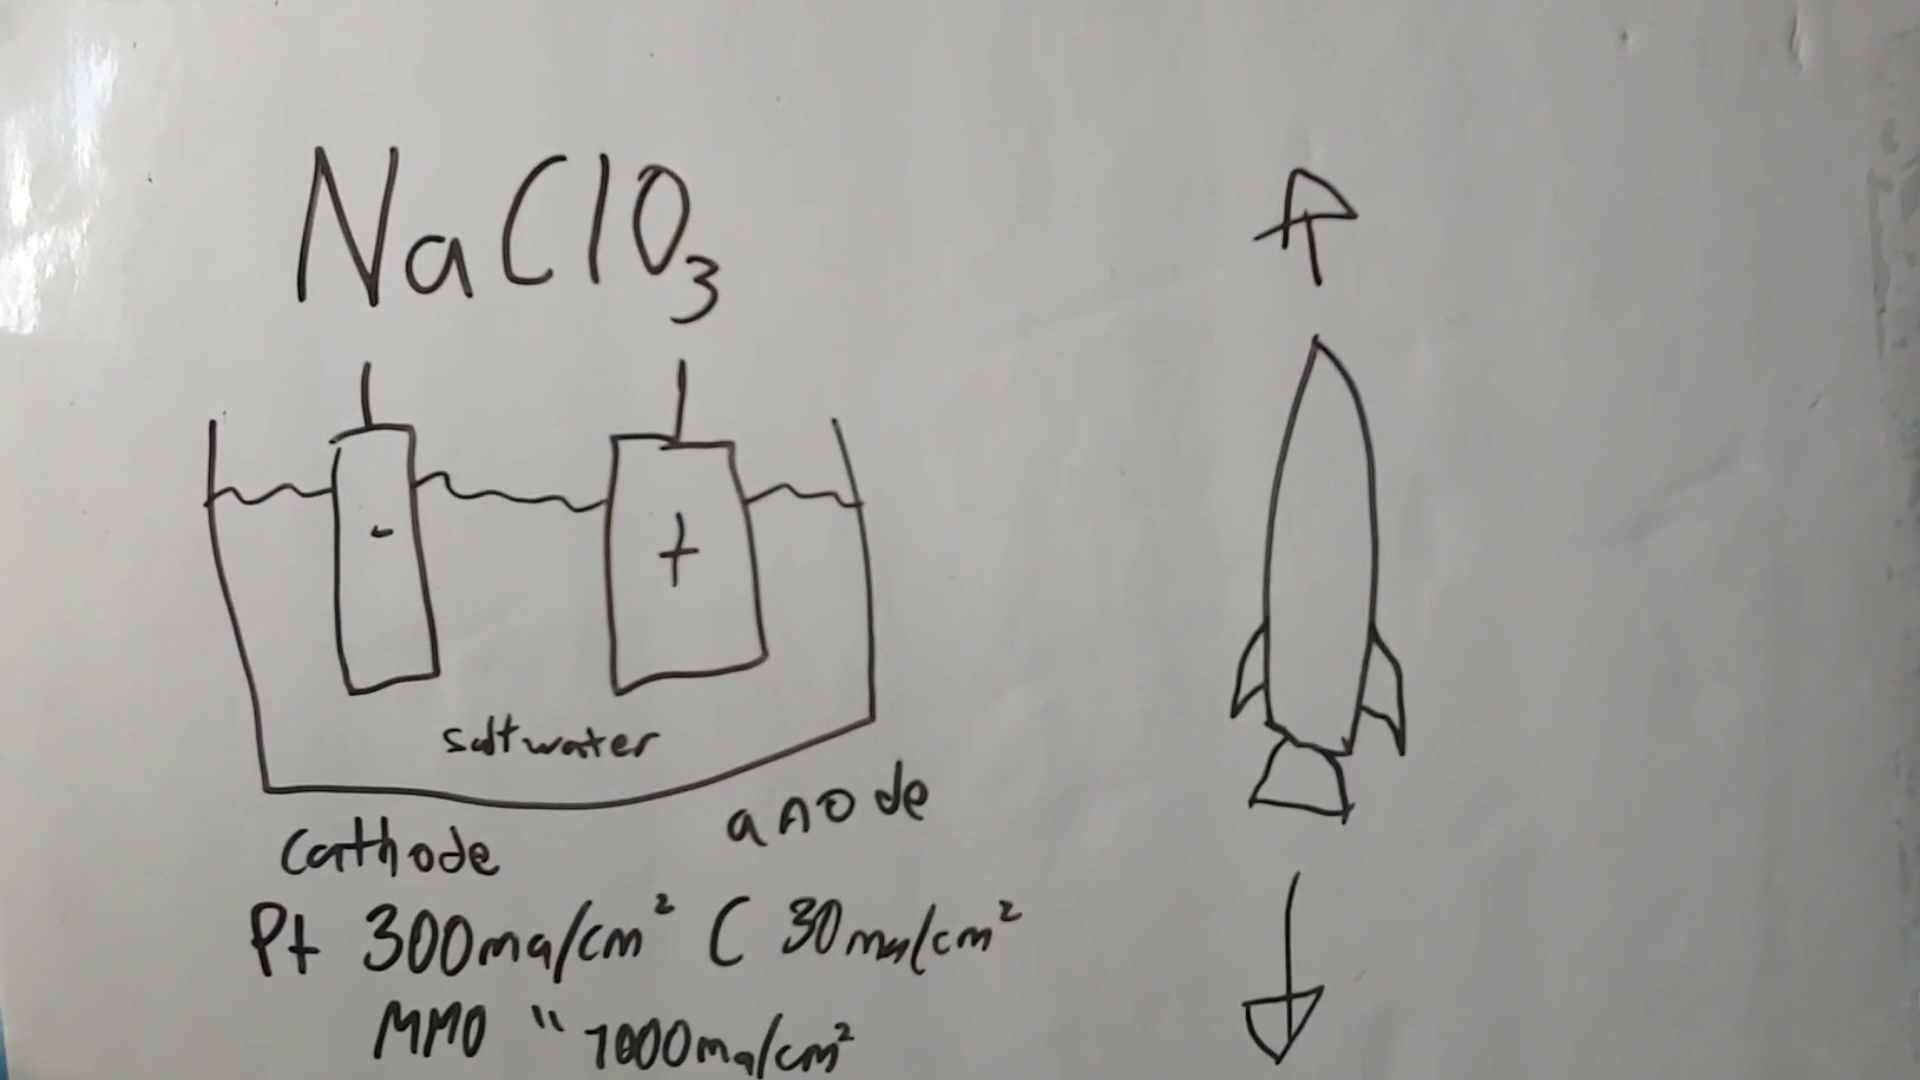 NaClO₃
-
+
saltwater
cathode
anode
Pt 300ma/cm² C 30ma/cm²
MMO " 1000ma/cm²